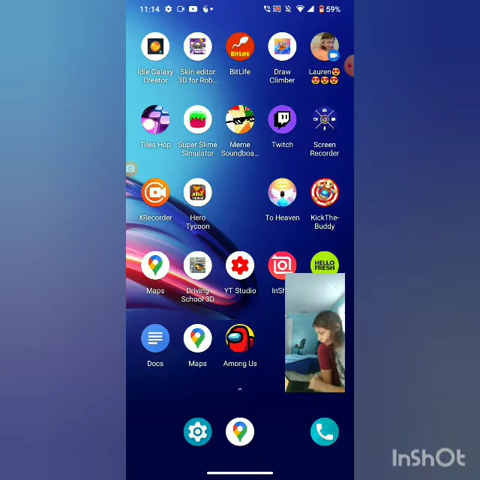 11:14
59%
Idle Galaxy Creator
Skin editor 3D for Rob...
BitLife
Draw Climber
Lauren😍😍😍😍
BITLIFE
Tiles Hop
Super Slime Simulator
Meme Soundboa...
Twitch
Screen Recorder
XRecorder
Hero Tycoon
To Heaven
KickThe-Buddy
HELLO FRESH
Maps
Driving School 3D
YT Studio
InSh
Docs
Maps
Among Us
InShOt